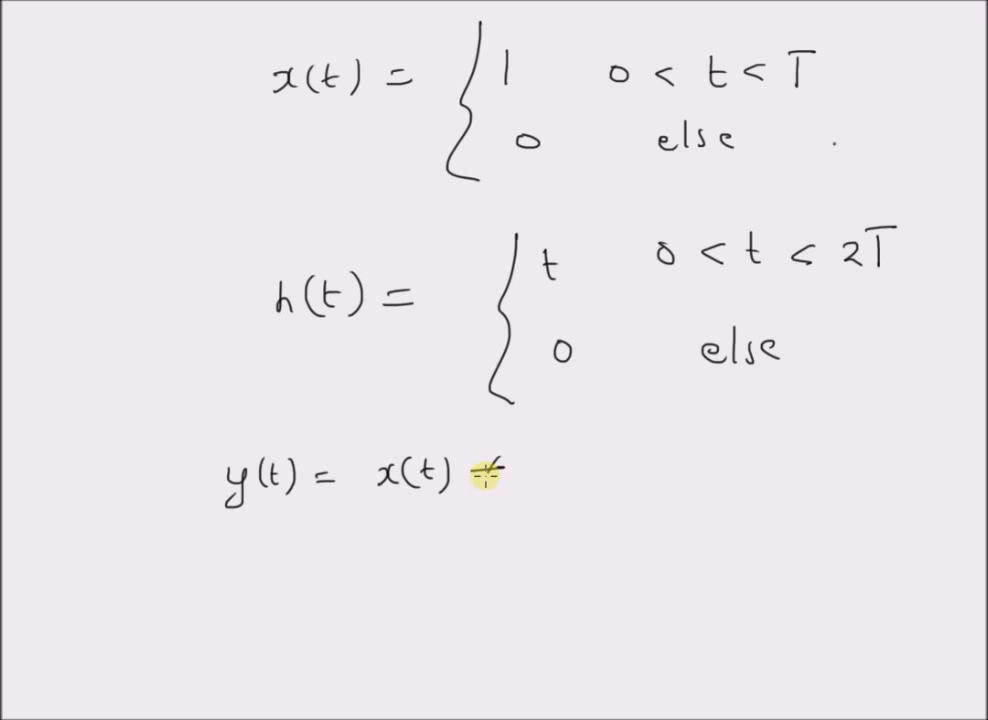 x(t) = { 1 0 < t < T
0 else .
h(t) = { t 0 < t < 2T
0 else
y(t) = x(t) *